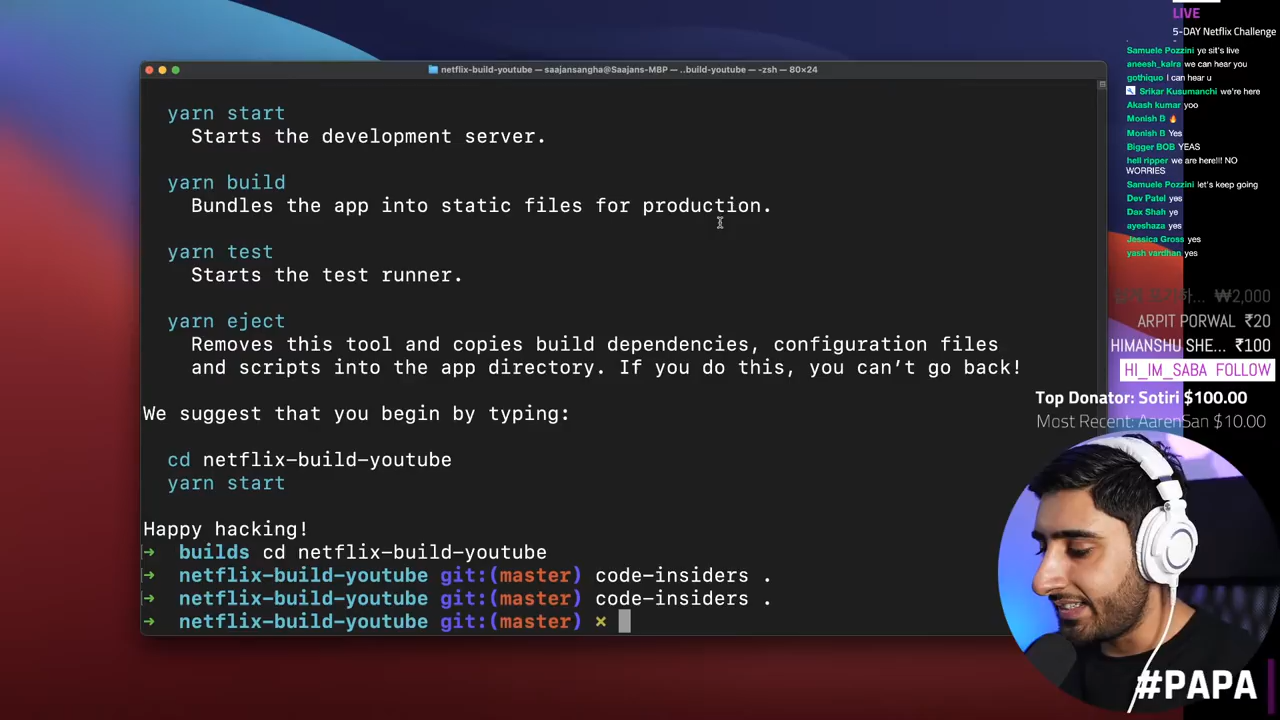 netflix-build-youtube — saajansangha@Saajans-MBP — ..build-youtube — -zsh — 80×24
yarn start
Starts the development server.
yarn build
Bundles the app into static files for production.
yarn test
Starts the test runner.
yarn eject
Removes this tool and copies build dependencies, configuration files
and scripts into the app directory. If you do this, you can’t go back!
We suggest that you begin by typing:
cd netflix-build-youtube
yarn start
Happy hacking!
→ builds cd netflix-build-youtube
→ netflix-build-youtube git:(master) code-insiders .
→ netflix-build-youtube git:(master) code-insiders .
→ netflix-build-youtube git:(master) ×
LIVE
5-DAY Netflix Challenge
Samuele Pozzini ye sit's live
aneesh_kalra we can hear you
gothiquo I can hear u
Srikar Kusumanchi we're here
Akash kumar yoo
Monish B 🔥
Monish B Yes
Bigger BOB YEAS
hell ripper we are here!!! NO
WORRIES
Samuele Pozzini let's keep going
Dev Patel yes
Dax Shah ye
ayeshaza yes
Jessica Gross yes
yash vardhan yes
₩2,000
ARPIT PORWAL ₹20
HIMANSHU SHE... ₹100
HI_IM_SABA FOLLOW
Top Donator: Sotiri $100.00
Most Recent: AarenSan $10.00
#PAPA